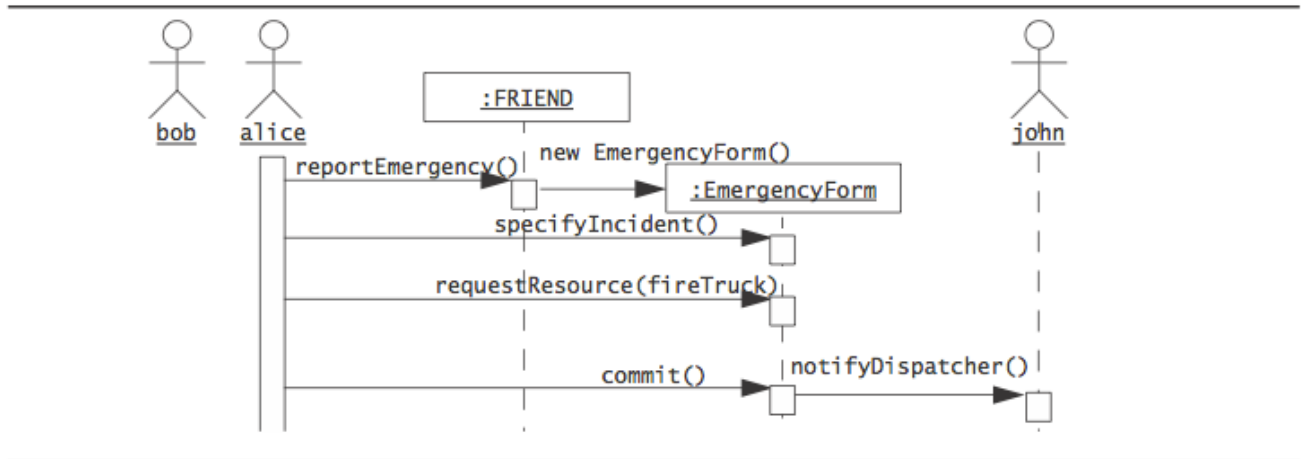 :FRIEND
bob
alice
john
new EmergencyForm()
reportEmergency()
:EmergencyForm
specifyIncident()
requestResource(fireTruck)
notifyDispatcher()
commit()